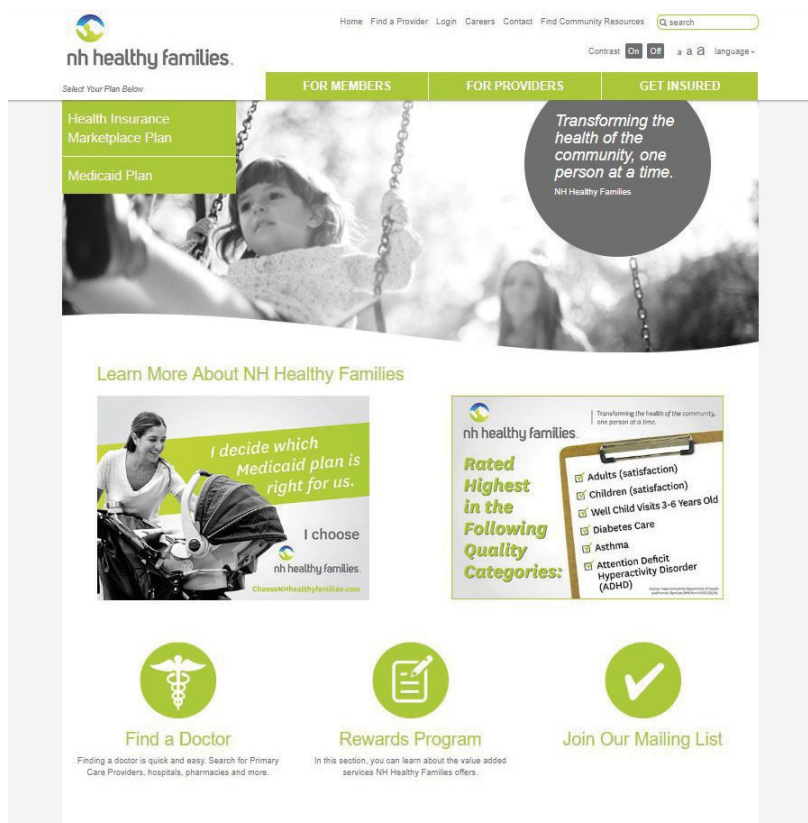 Home Find a Provider Login Careers Contact Find Community Resources search
nh healthy families.
Contrast On Off a a a language
Select Your Plan Below
FOR MEMBERS FOR PROVIDERS GET INSURED
Health Insurance
Marketplace Plan
Medicaid Plan
Transforming the
health of the
community, one
person at a time.
NH Healthy Families
Learn More About NH Healthy Families
I decide which
Medicaid plan is
right for us.
I choose
nh healthy families.
ChooseNHhealthyfamilies.com
nh healthy families.
Transforming the health of the community,
one person at a time.
Rated
Highest
in the
Following
Quality
Categories:
Adults (satisfaction)
Children (satisfaction)
Well Child Visits 3-6 Years Old
Diabetes Care
Asthma
Attention Deficit
Hyperactivity Disorder
(ADHD)
Find a Doctor
Finding a doctor is quick and easy. Search for Primary
Care Providers, hospitals, pharmacies and more.
Rewards Program
In this section, you can learn about the value added
services NH Healthy Families offers.
Join Our Mailing List